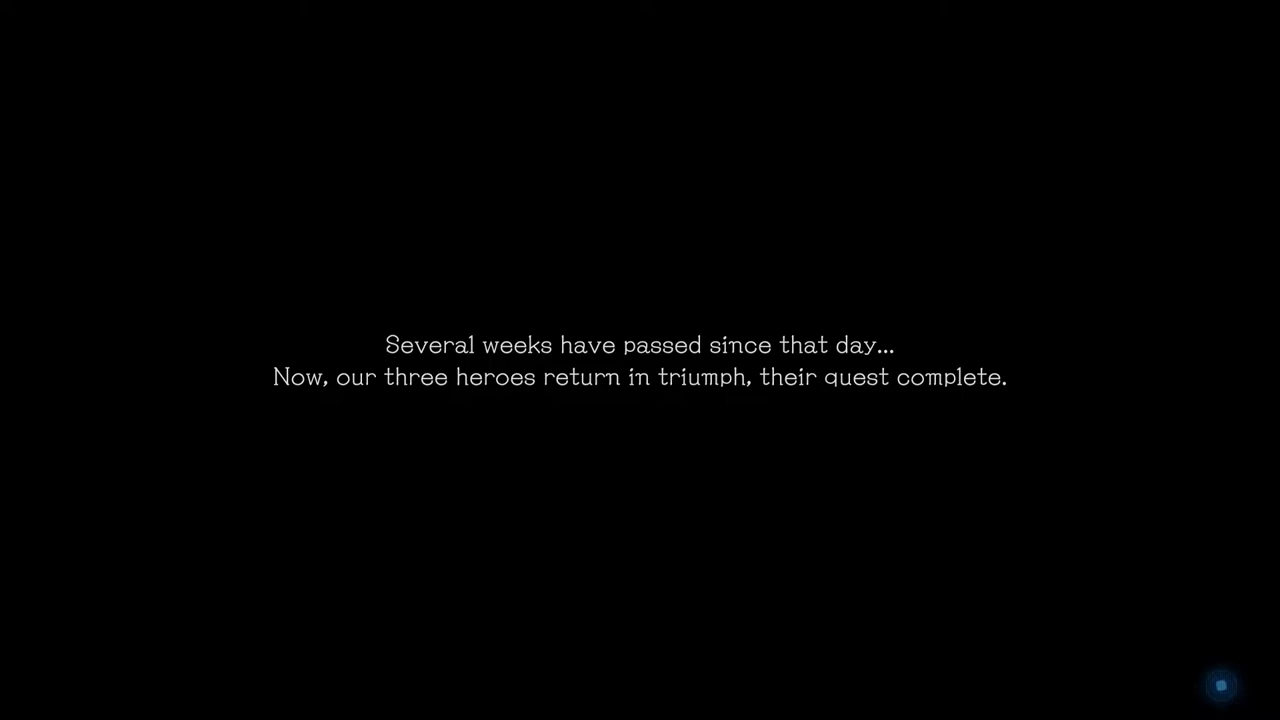 Several weeks have passed since that day...
Now, our three heroes return in triumph, their quest complete.